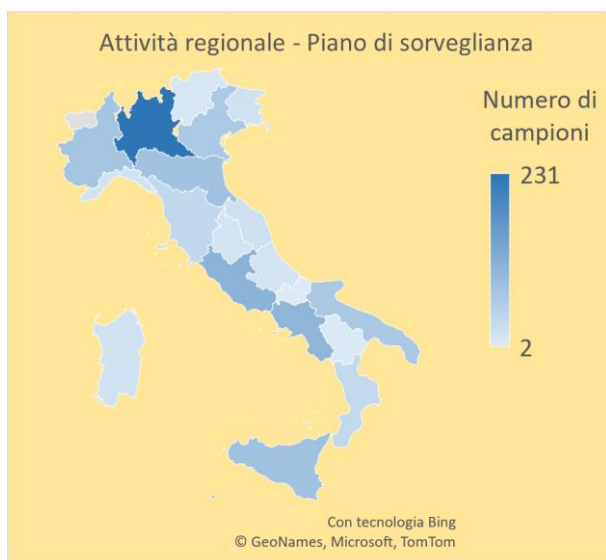 Attività regionale - Piano di sorveglianza
Numero di
campioni
231
2
Con tecnologia Bing
© GeoNames, Microsoft, TomTom